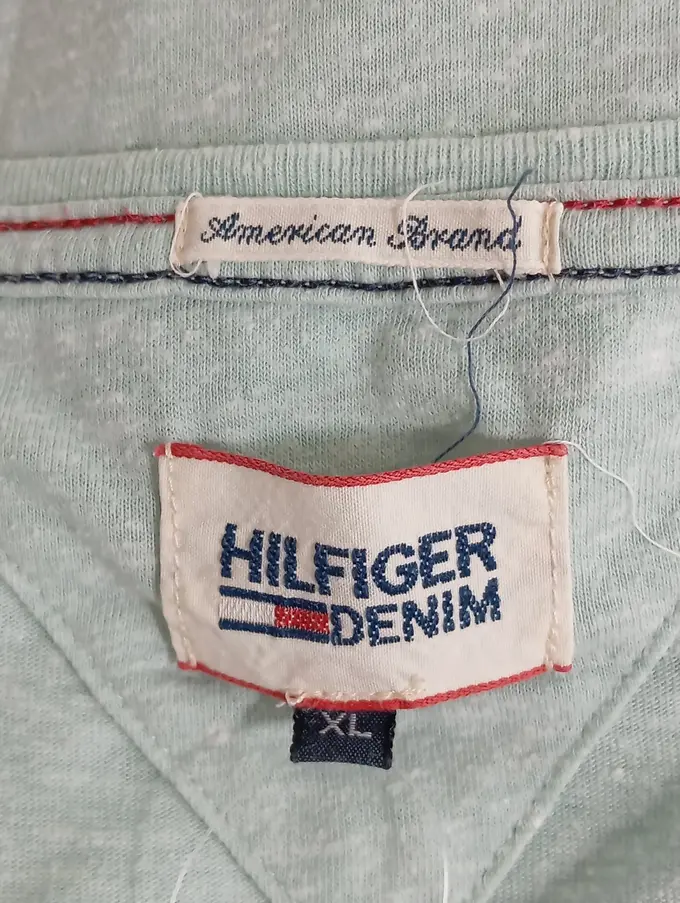 American Brand
HILFIGER
DENIM
XL